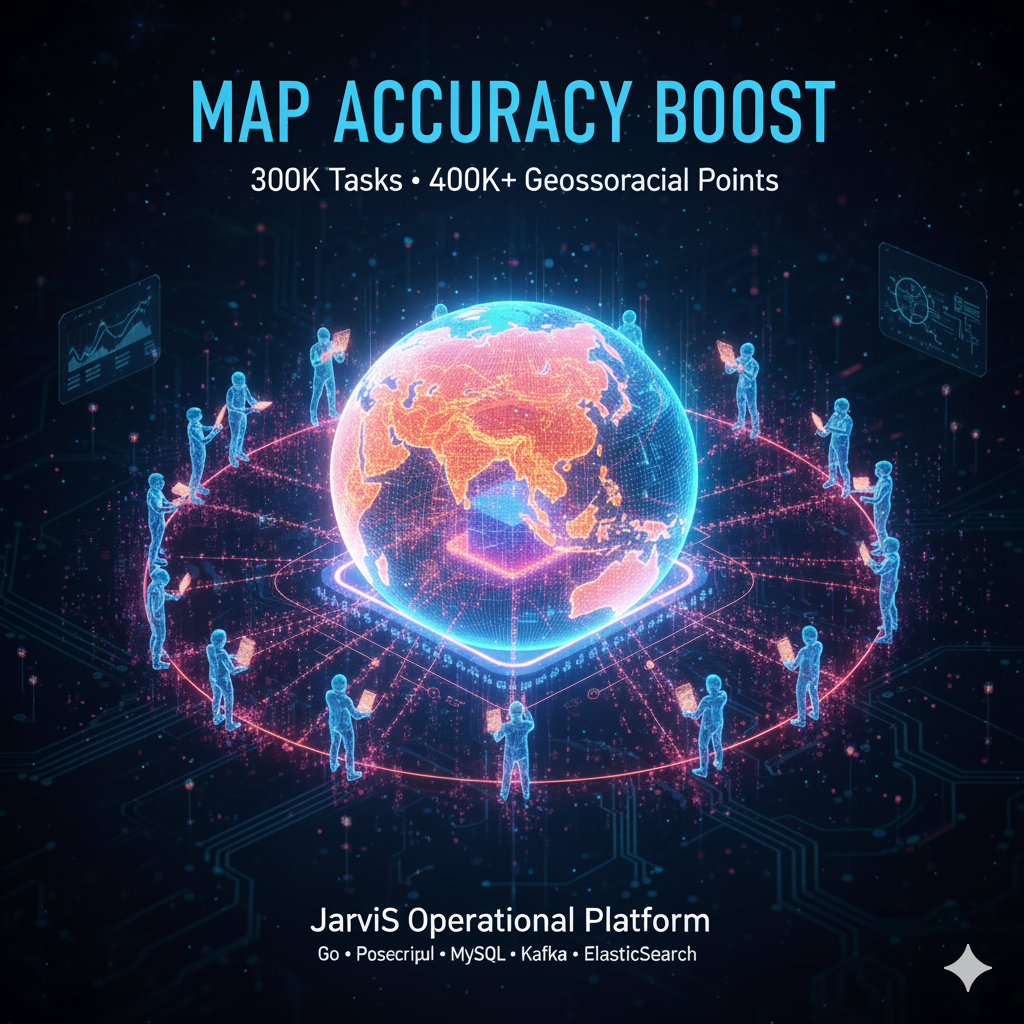 MAP ACCURACY BOOST
300K Tasks • 400K+ Geossoracial Points
JarviS Operational Platform
Go • Posecripul • MySQL • Kafka • ElasticSearch